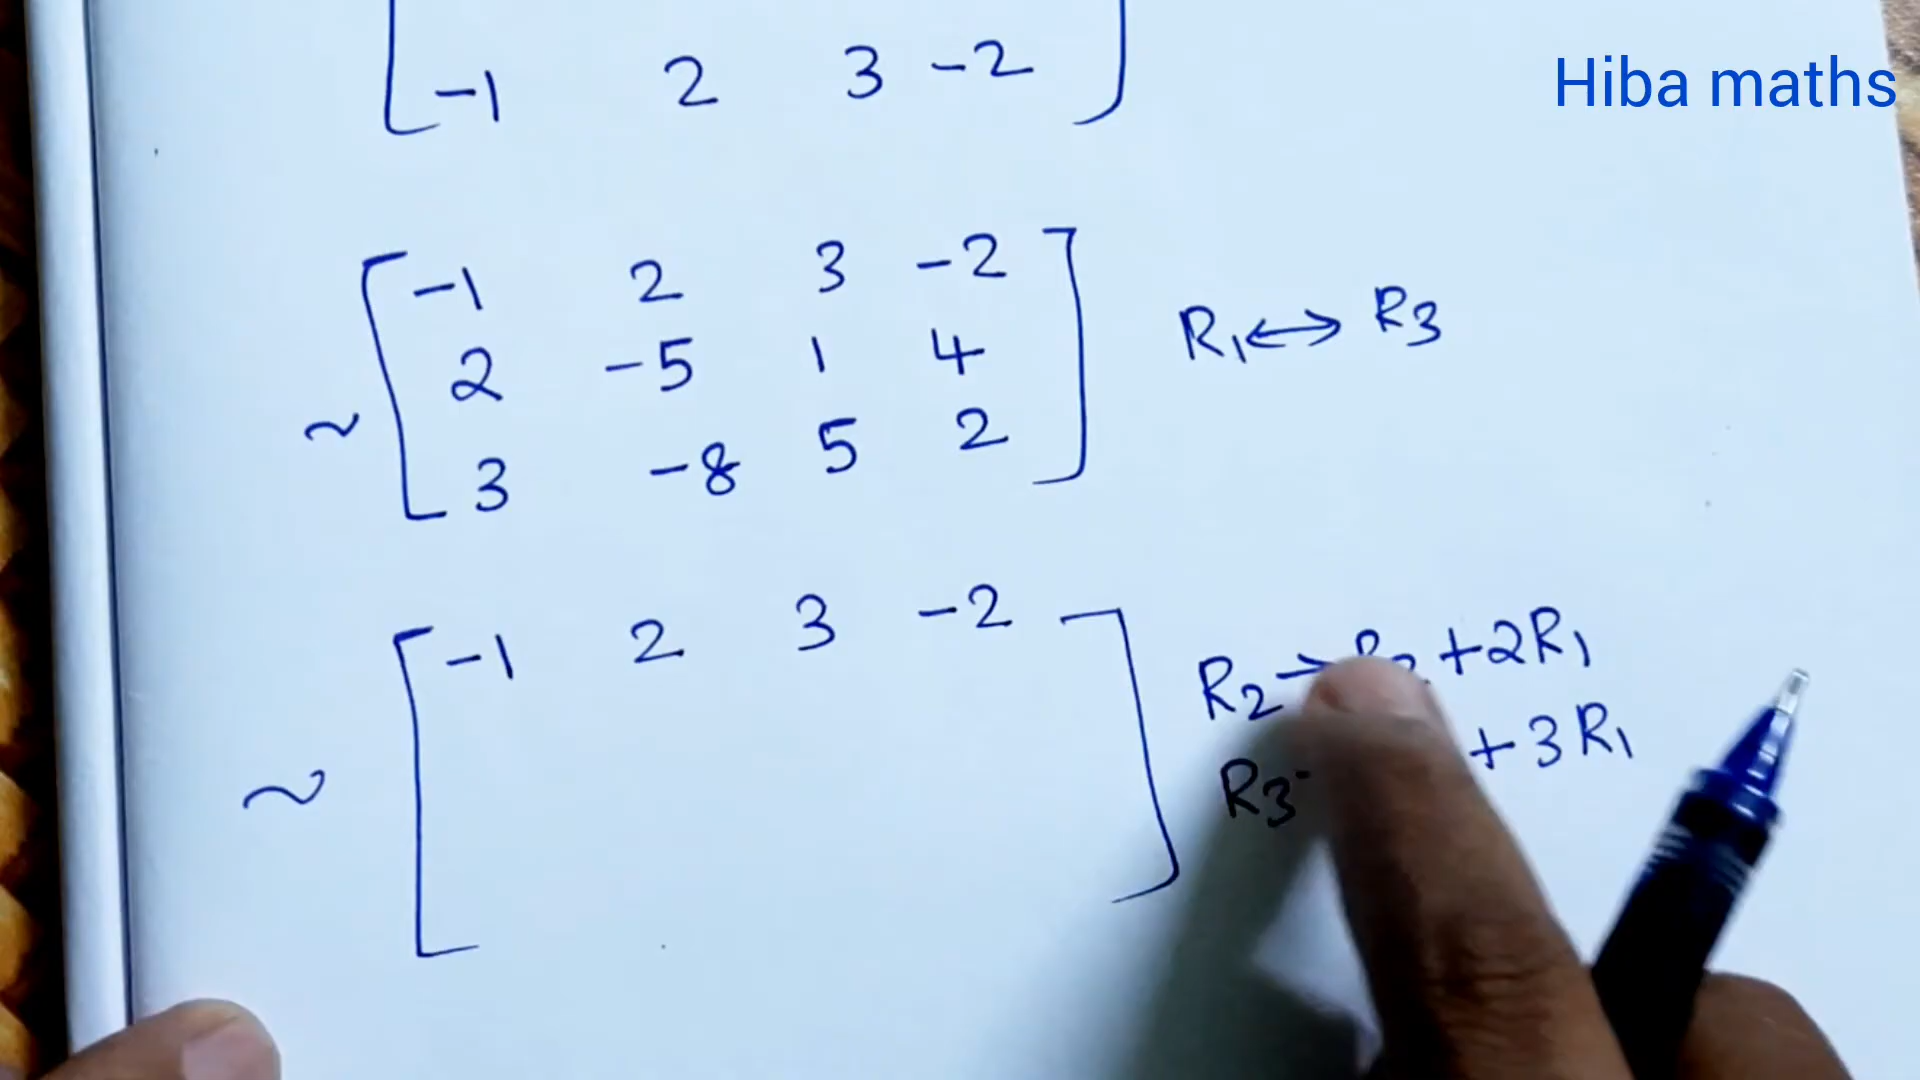 Hiba maths
-1 2 3 -2
-1 2 3 -2
2 -5 1 4 R1 ↔ R3
~ 3 -8 5 2
-1 2 3 -2
R2 → R2 +2R1
~ R3 +3R1